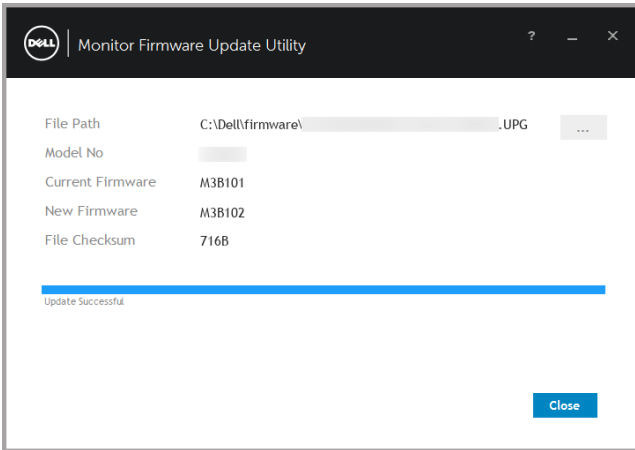 DELL Monitor Firmware Update Utility ? _ ×
File Path C:\Dell\firmware\ .UPG ...
Model No
Current Firmware M3B101
New Firmware M3B102
File Checksum 716B
Update Successful
Close